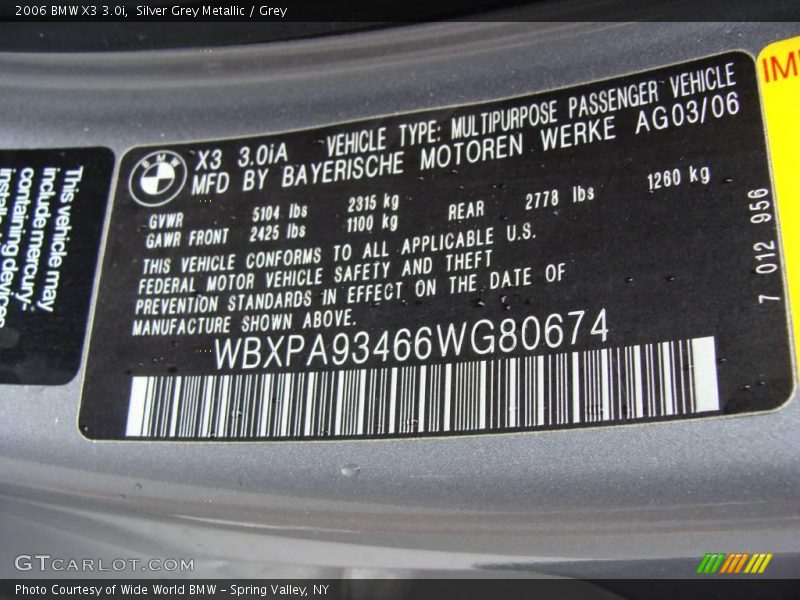 2006 BMW X3 3.0i, Silver Grey Metallic / Grey
IM
This vehicle may
include mercury-
containing devices
BMW
X3 3.0iA VEHICLE TYPE: MULTIPURPOSE PASSENGER VEHICLE
MFD BY BAYERISCHE MOTOREN WERKE AG03/06
GVWR 5104 lbs 2315 kg
GAWR FRONT 2425 lbs 1100 kg REAR 2778 lbs 1260 kg
THIS VEHICLE CONFORMS TO ALL APPLICABLE U.S.
FEDERAL MOTOR VEHICLE SAFETY AND THEFT
PREVENTION STANDARDS IN EFFECT ON THE DATE OF
MANUFACTURE SHOWN ABOVE.
WBXPA93466WG80674
7 012 956
GTCARLOT.COM
Photo Courtesy of Wide World BMW - Spring Valley, NY